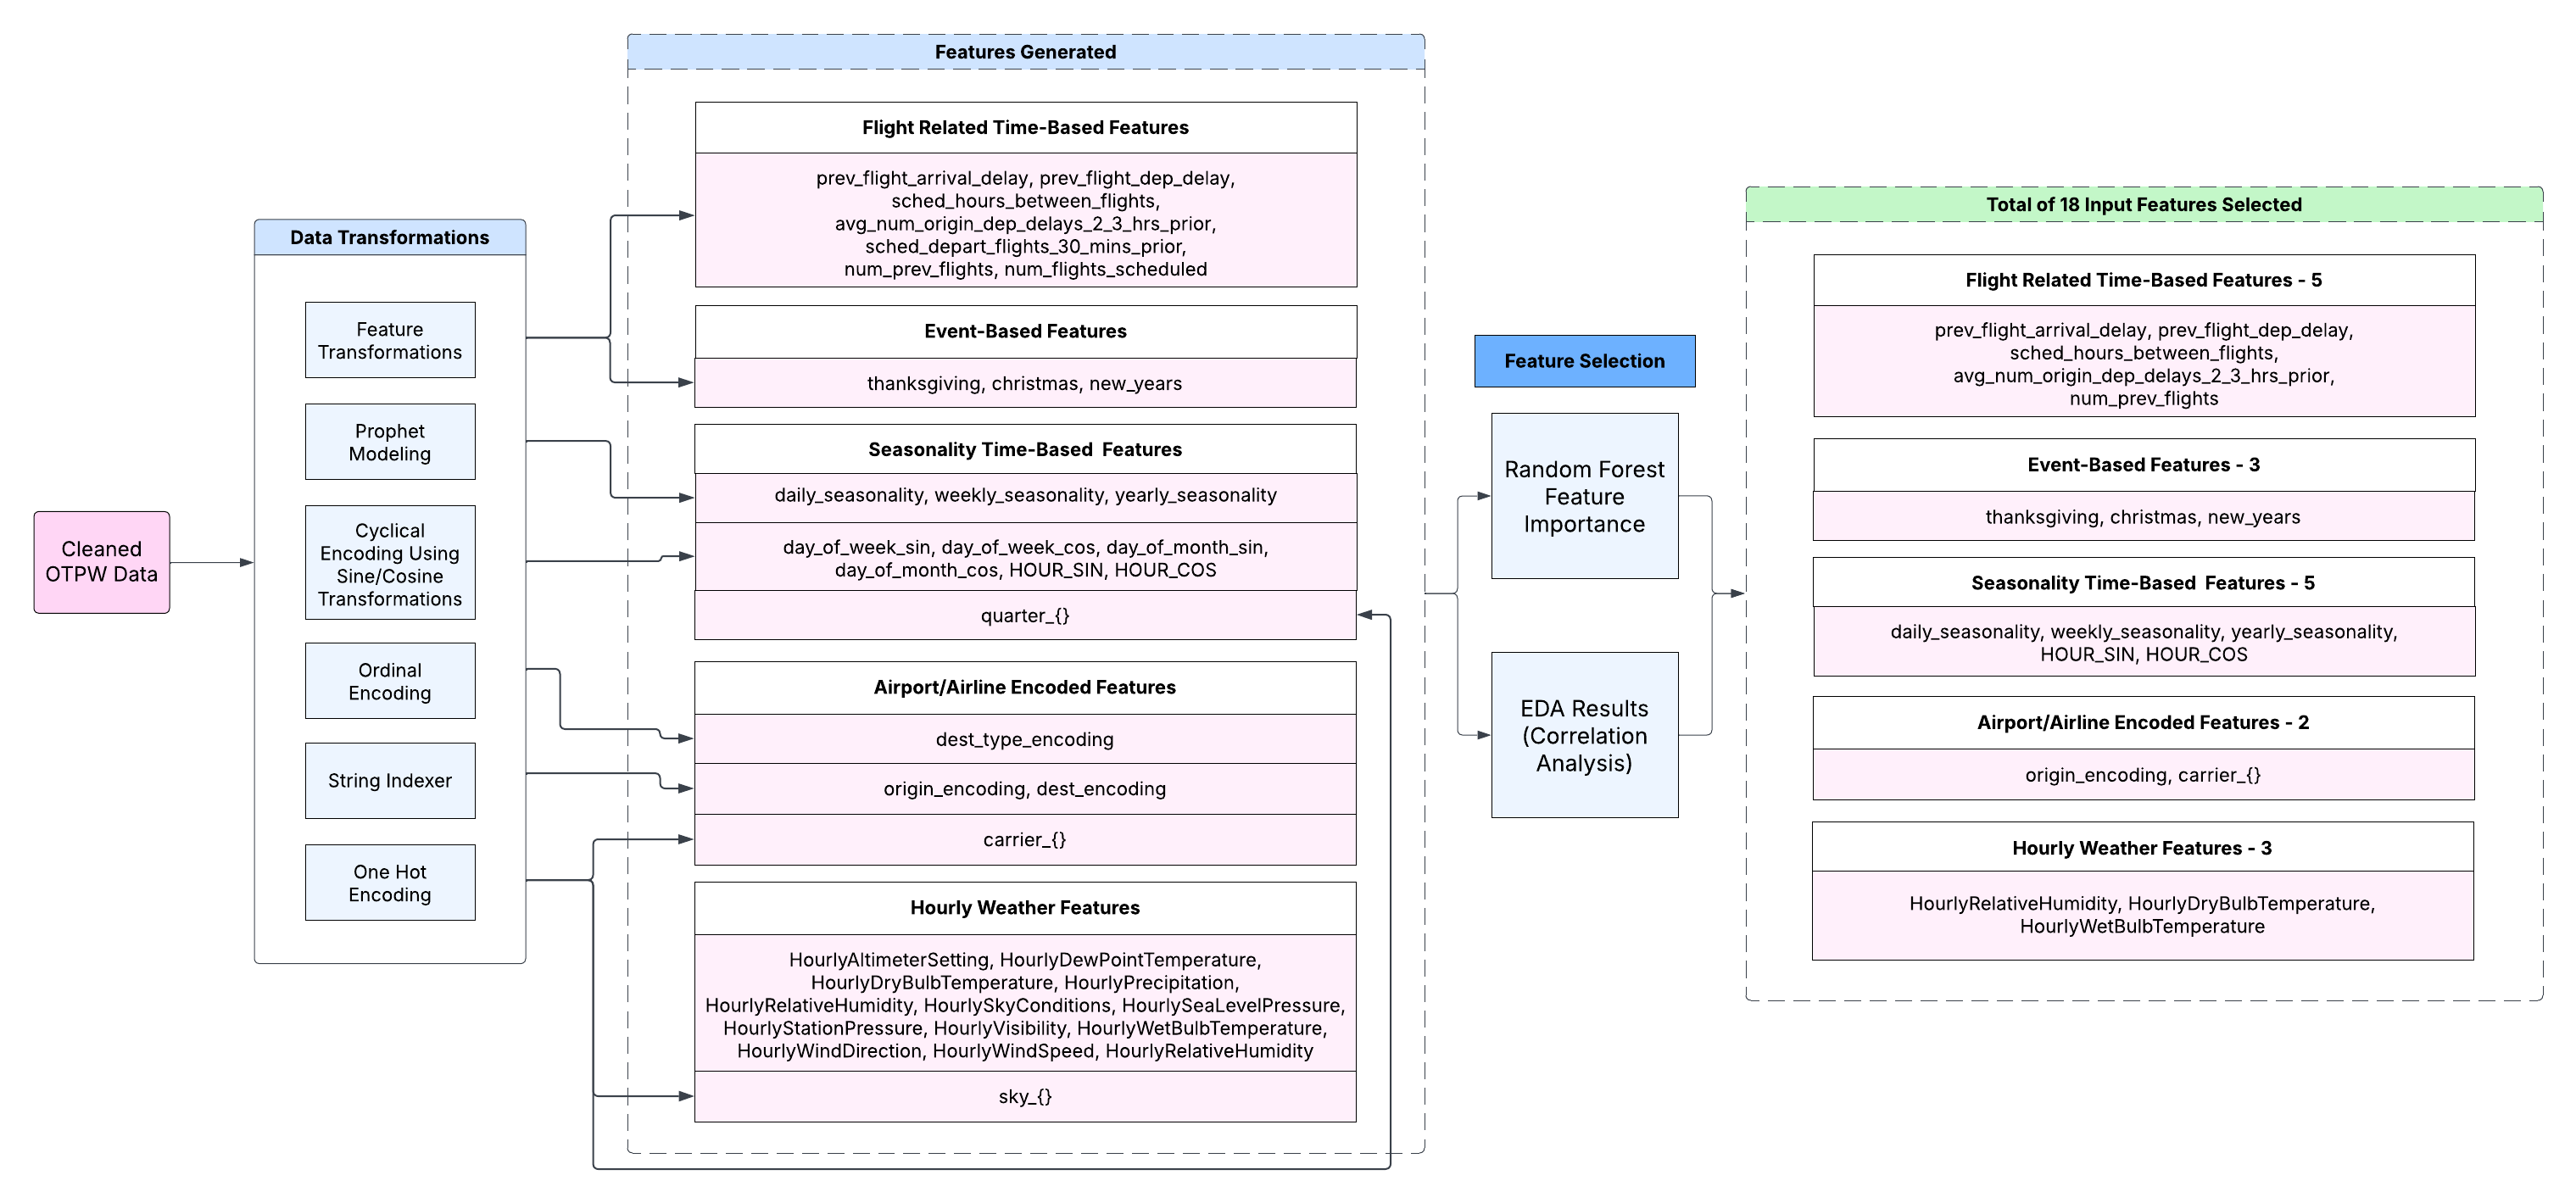 Cleaned
OTPW Data
Data Transformations
Feature
Transformations
Prophet
Modeling
Cyclical
Encoding Using
Sine/Cosine
Transformations
Ordinal
Encoding
String Indexer
One Hot
Encoding
Features Generated
Flight Related Time-Based Features
prev_flight_arrival_delay, prev_flight_dep_delay,
sched_hours_between_flights,
avg_num_origin_dep_delays_2_3_hrs_prior,
sched_depart_flights_30_mins_prior,
num_prev_flights, num_flights_scheduled
Event-Based Features
thanksgiving, christmas, new_years
Seasonality Time-Based  Features
daily_seasonality, weekly_seasonality, yearly_seasonality
day_of_week_sin, day_of_week_cos, day_of_month_sin,
day_of_month_cos, HOUR_SIN, HOUR_COS
quarter_{}
Airport/Airline Encoded Features
dest_type_encoding
origin_encoding, dest_encoding
carrier_{}
Hourly Weather Features
HourlyAltimeterSetting, HourlyDewPointTemperature,
HourlyDryBulbTemperature, HourlyPrecipitation,
HourlyRelativeHumidity, HourlySkyConditions, HourlySeaLevelPressure,
HourlyStationPressure, HourlyVisibility, HourlyWetBulbTemperature,
HourlyWindDirection, HourlyWindSpeed, HourlyRelativeHumidity
sky_{}
Feature Selection
Random Forest
Feature
Importance
EDA Results
(Correlation
Analysis)
Total of 18 Input Features Selected
Flight Related Time-Based Features - 5
prev_flight_arrival_delay, prev_flight_dep_delay,
sched_hours_between_flights,
avg_num_origin_dep_delays_2_3_hrs_prior,
num_prev_flights
Event-Based Features - 3
thanksgiving, christmas, new_years
Seasonality Time-Based  Features - 5
daily_seasonality, weekly_seasonality, yearly_seasonality,
HOUR_SIN, HOUR_COS
Airport/Airline Encoded Features - 2
origin_encoding, carrier_{}
Hourly Weather Features - 3
HourlyRelativeHumidity, HourlyDryBulbTemperature,
HourlyWetBulbTemperature